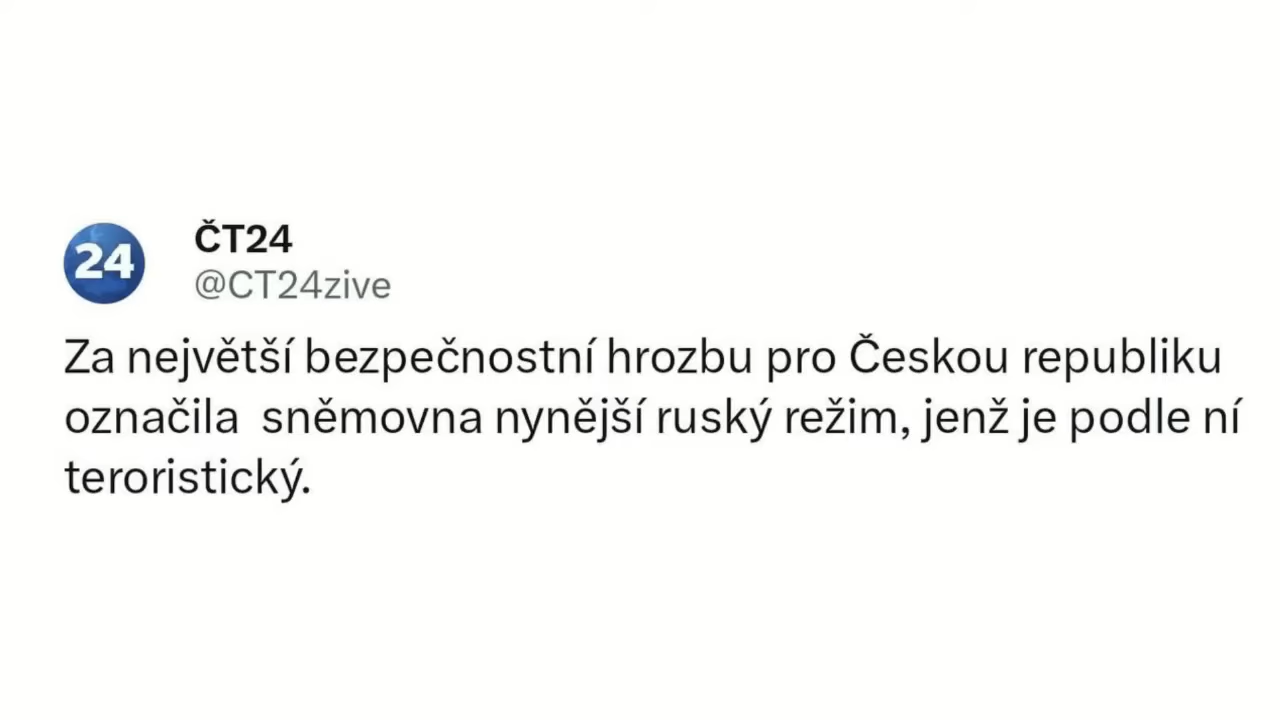 24
ČT24
@CT24zive
Za největší bezpečnostní hrozbu pro Českou republiku
označila  sněmovna nynější ruský režim, jenž je podle ní
teroristický.